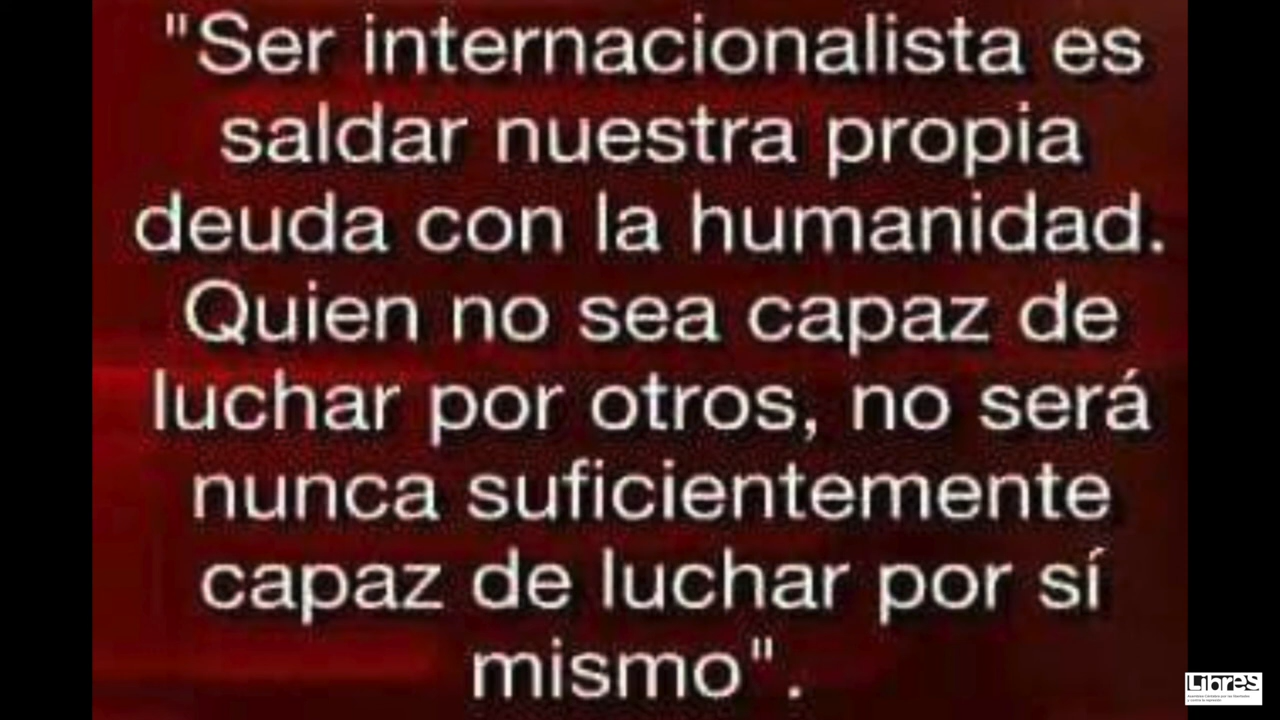 "Ser internacionalista es
saldar nuestra propia
deuda con la humanidad.
Quien no sea capaz de
luchar por otros, no será
nunca suficientemente
capaz de luchar por sí
mismo".
Libres